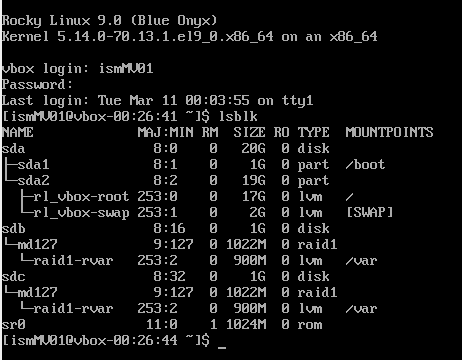 Rocky Linux 9.0 (Blue Onyx)
Kernel 5.14.0-70.13.1.el9_0.x86_64 on an x86_64

vbox login: ismMV01
Password:
Last login: Tue Mar 11 00:03:55 on tty1
[ismMV01@vbox-00:26:41 ~]$ lsblk
NAME               MAJ:MIN RM  SIZE RO TYPE  MOUNTPOINTS
sda                  8:0    0   20G  0 disk
├─sda1               8:1    0    1G  0 part  /boot
└─sda2               8:2    0   19G  0 part
  ├─rl_vbox-root   253:0    0   17G  0 lvm   /
  └─rl_vbox-swap   253:1    0    2G  0 lvm   [SWAP]
sdb                  8:16   0    1G  0 disk
└─md127              9:127  0 1022M  0 raid1
  └─raid1-rvar     253:2    0  900M  0 lvm   /var
sdc                  8:32   0    1G  0 disk
└─md127              9:127  0 1022M  0 raid1
  └─raid1-rvar     253:2    0  900M  0 lvm   /var
sr0                 11:0    1 1024M  0 rom
[ismMV01@vbox-00:26:44 ~]$ _